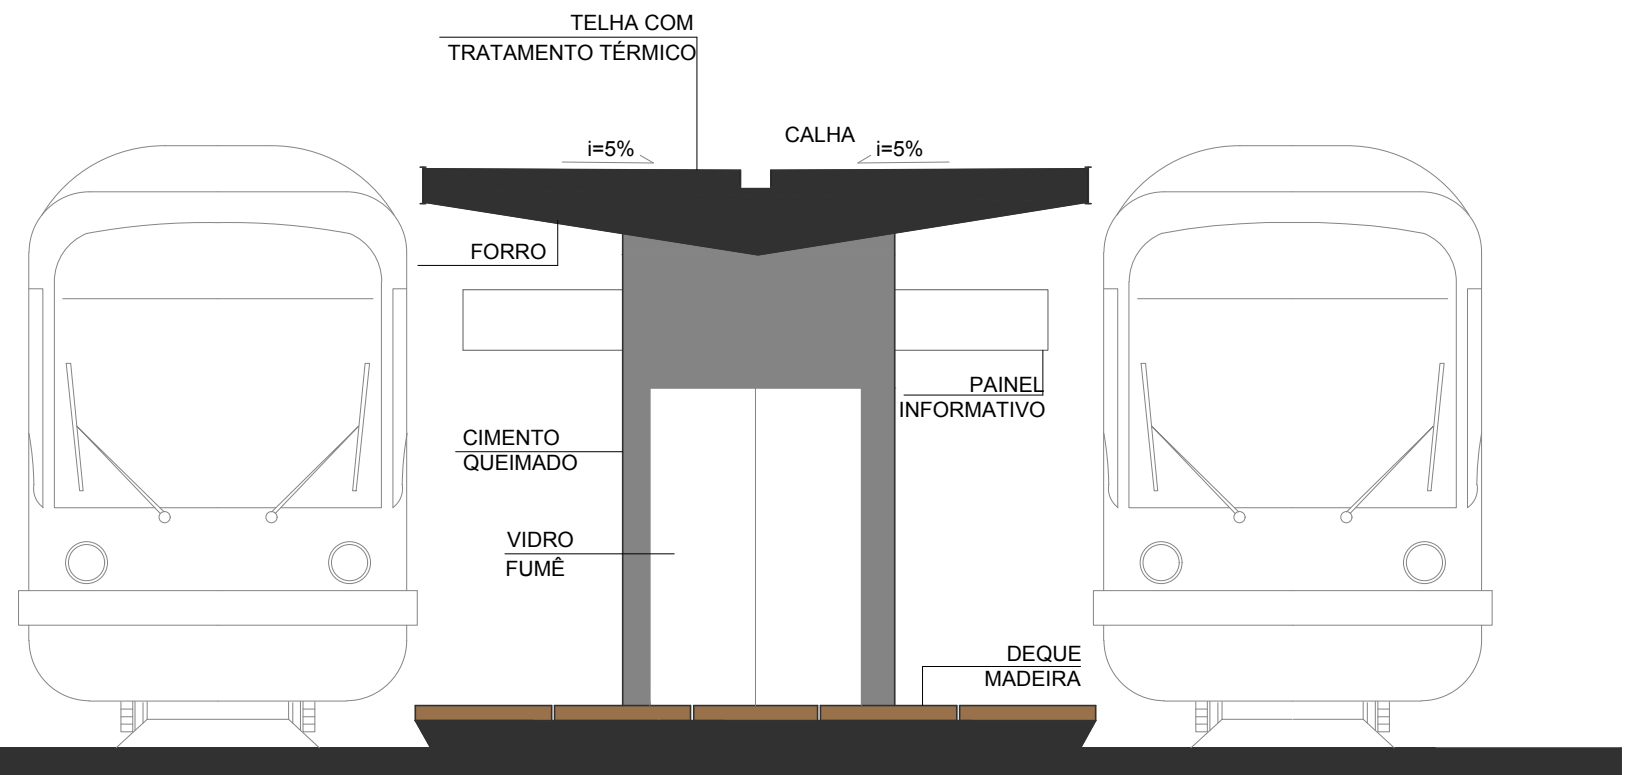 TELHA COM
TRATAMENTO TÉRMICO
CALHA
i=5%
i=5%
FORRO
PAINEL
INFORMATIVO
CIMENTO
QUEIMADO
VIDRO
FUMÊ
DEQUE
MADEIRA